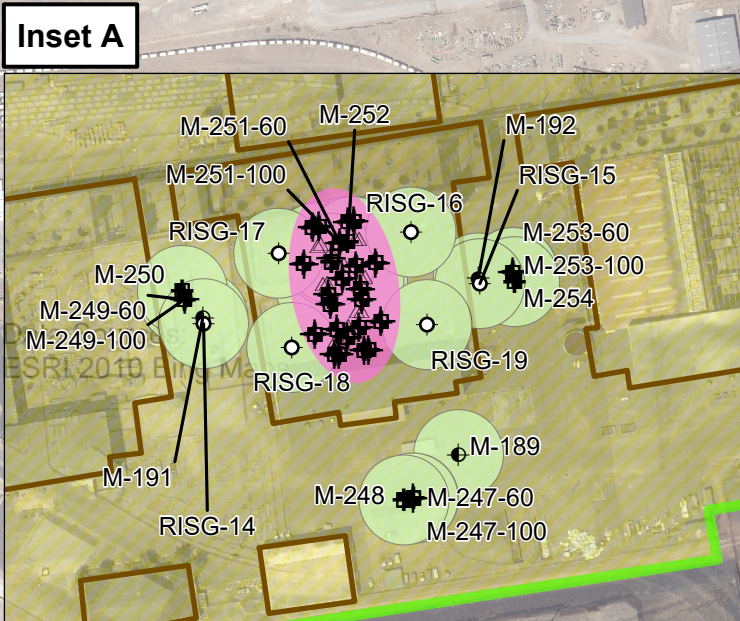 Inset A
M-251-60
M-252
M-192
M-251-100
RISG-15
RISG-16
RISG-17
M-253-60
M-250
M-253-100
M-249-60
M-254
M-249-100
ESRI 2010, Bing Ma
RISG-18
RISG-19
M-189
M-191
M-248
M-247-60
RISG-14
M-247-100